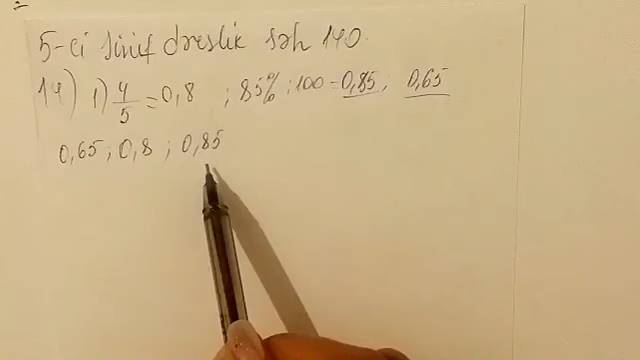 5-ci sinif dərslik səh 140.
14) 1) 4/5 = 0,8 ; 85% : 100 = 0,85 ; 0,65
0,65 ; 0,8 ; 0,85